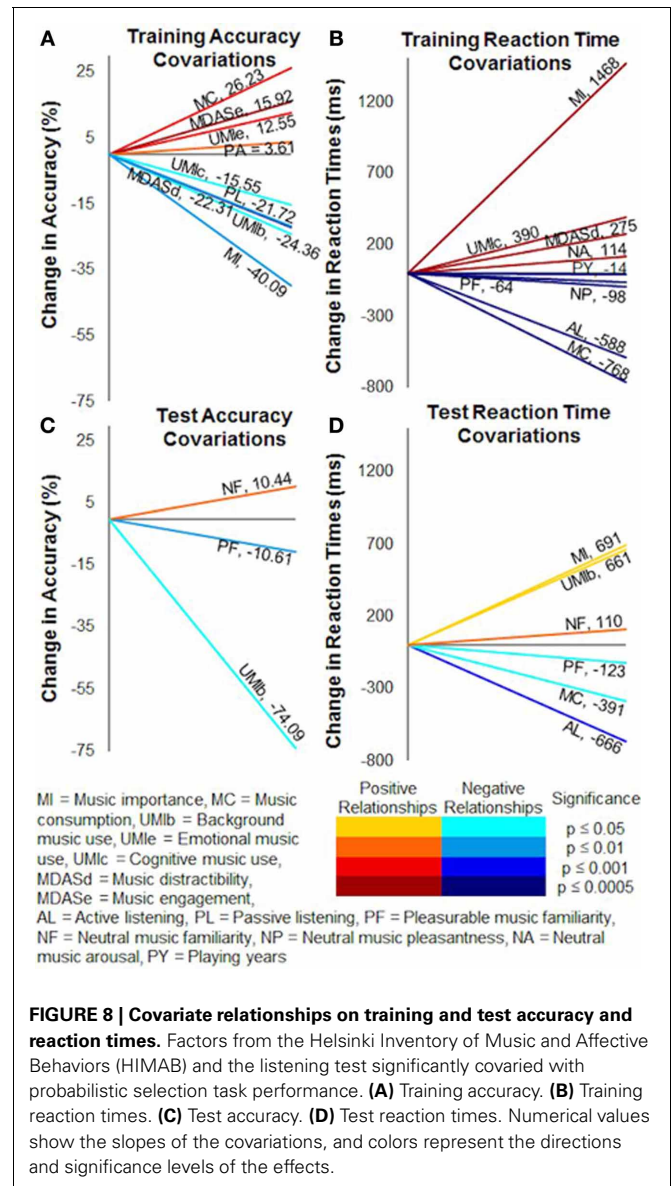 A
Training Accuracy
Covariations
Change in Accuracy (%)
25
5
-15
-35
-55
-75
MC, 26.23
MDASe, 15.92
UMIe, 12.55
PA = 3.61
UMIc, -15.55
PL, -21.72
MDASd, -22.31
UMIb, -24.36
MI, -40.09
B
Training Reaction Time
Covariations
Change in Reaction Times (ms)
1200
700
200
-300
-800
MI, 1468
UMIc, 390
MDASd, 275
NA, 114
PY, -14
PF, -64
NP, -98
AL, -588
MC, -768
C
Test Accuracy
Covariations
Change in Accuracy (%)
25
5
-15
-35
-55
-75
NF, 10.44
PF, -10.61
UMIb, -74.09
D
Test Reaction Time
Covariations
Change in Reaction Times (ms)
1200
700
200
-300
-800
MI, 691
UMIb, 661
NF, 110
PF, -123
MC, -391
AL, -666
MI = Music importance, MC = Music
consumption, UMIb = Background
music use, UMIe = Emotional music
use, UMIc = Cognitive music use,
MDASd = Music distractibility,
MDASe = Music engagement,
AL = Active listening, PL = Passive listening, PF = Pleasurable music familiarity,
NF = Neutral music familiarity, NP = Neutral music pleasantness, NA = Neutral
music arousal, PY = Playing years
Positive
Relationships
Negative
Relationships
Significance
p ≤ 0.05
p ≤ 0.01
p ≤ 0.001
p ≤ 0.0005
FIGURE 8 | Covariate relationships on training and test accuracy and
reaction times. Factors from the Helsinki Inventory of Music and Affective
Behaviors (HIMAB) and the listening test significantly covaried with
probabilistic selection task performance. (A) Training accuracy. (B) Training
reaction times. (C) Test accuracy. (D) Test reaction times. Numerical values
show the slopes of the covariations, and colors represent the directions
and significance levels of the effects.